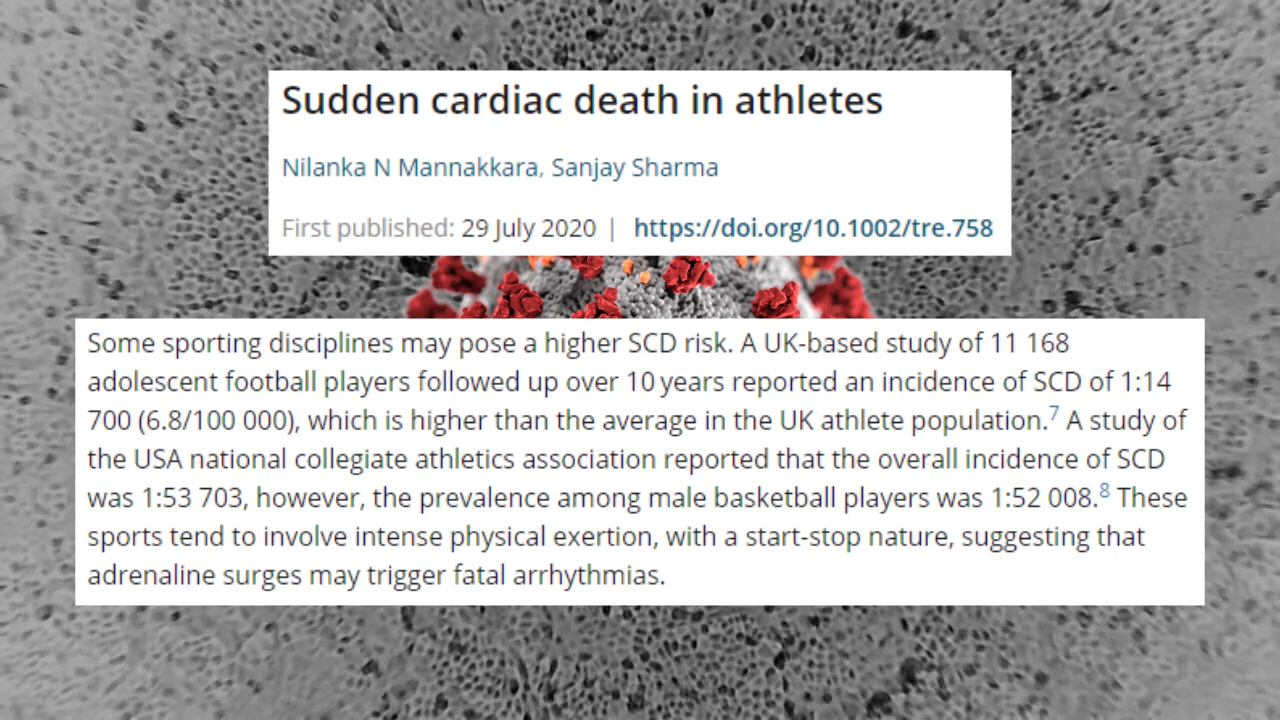 Sudden cardiac death in athletes
Nilanka N Mannakkara, Sanjay Sharma
First published: 29 July 2020 | https://doi.org/10.1002/tre.758
Some sporting disciplines may pose a higher SCD risk. A UK-based study of 11 168
adolescent football players followed up over 10 years reported an incidence of SCD of 1:14
700 (6.8/100 000), which is higher than the average in the UK athlete population.7 A study of
the USA national collegiate athletics association reported that the overall incidence of SCD
was 1:53 703, however, the prevalence among male basketball players was 1:52 008.8 These
sports tend to involve intense physical exertion, with a start-stop nature, suggesting that
adrenaline surges may trigger fatal arrhythmias.